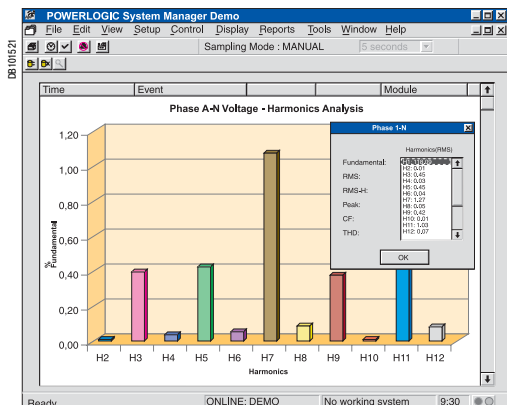 POWERLOGIC System Manager Demo
File Edit View Setup Control Display Reports Tools Window Help
Sampling Mode : MANUAL 5 seconds
DB101521
Time Event Module
Phase A-N Voltage - Harmonics Analysis
Phase 1-N
Harmonics(RMS)
Fundamental:
RMS:
RMS-H:
Peak:
CF:
THD:
H2: 0.01
H3: 0,45
H4: 0.03
H5: 0.45
H6: 0,04
H7: 1.27
H8: 0.05
H9: 0,42
H10: 0,01
H11: 1.03
H12: 0,07
OK
% Fundamental
1,20
1,00
0,80
0,60
0,40
0,20
0,00
H2 H3 H4 H5 H6 H7 H8 H9 H10 H11 H12
Harmonics
Ready ONLINE: DEMO No working system 9:30